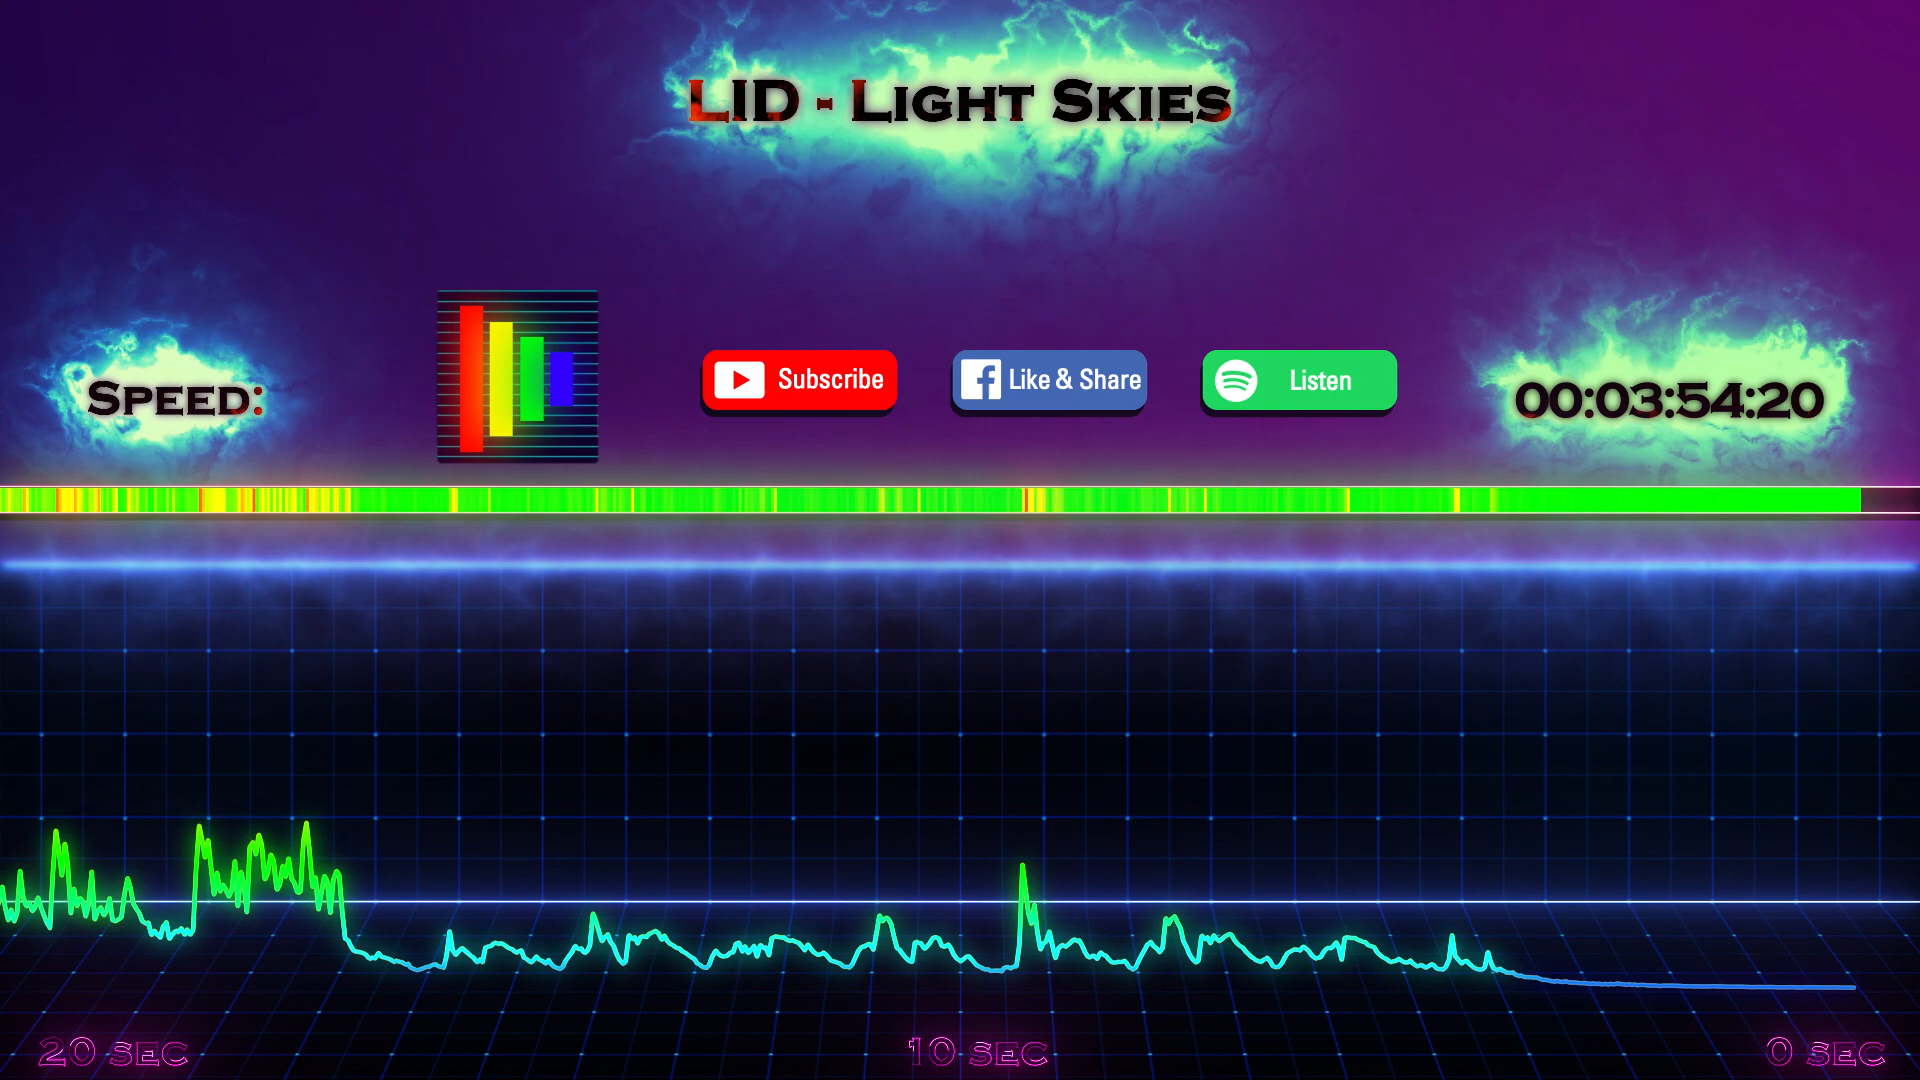 LID - Light Skies
Speed:
Subscribe
Like & Share
Listen
00:03:54:20
20 sec
10 sec
0 sec